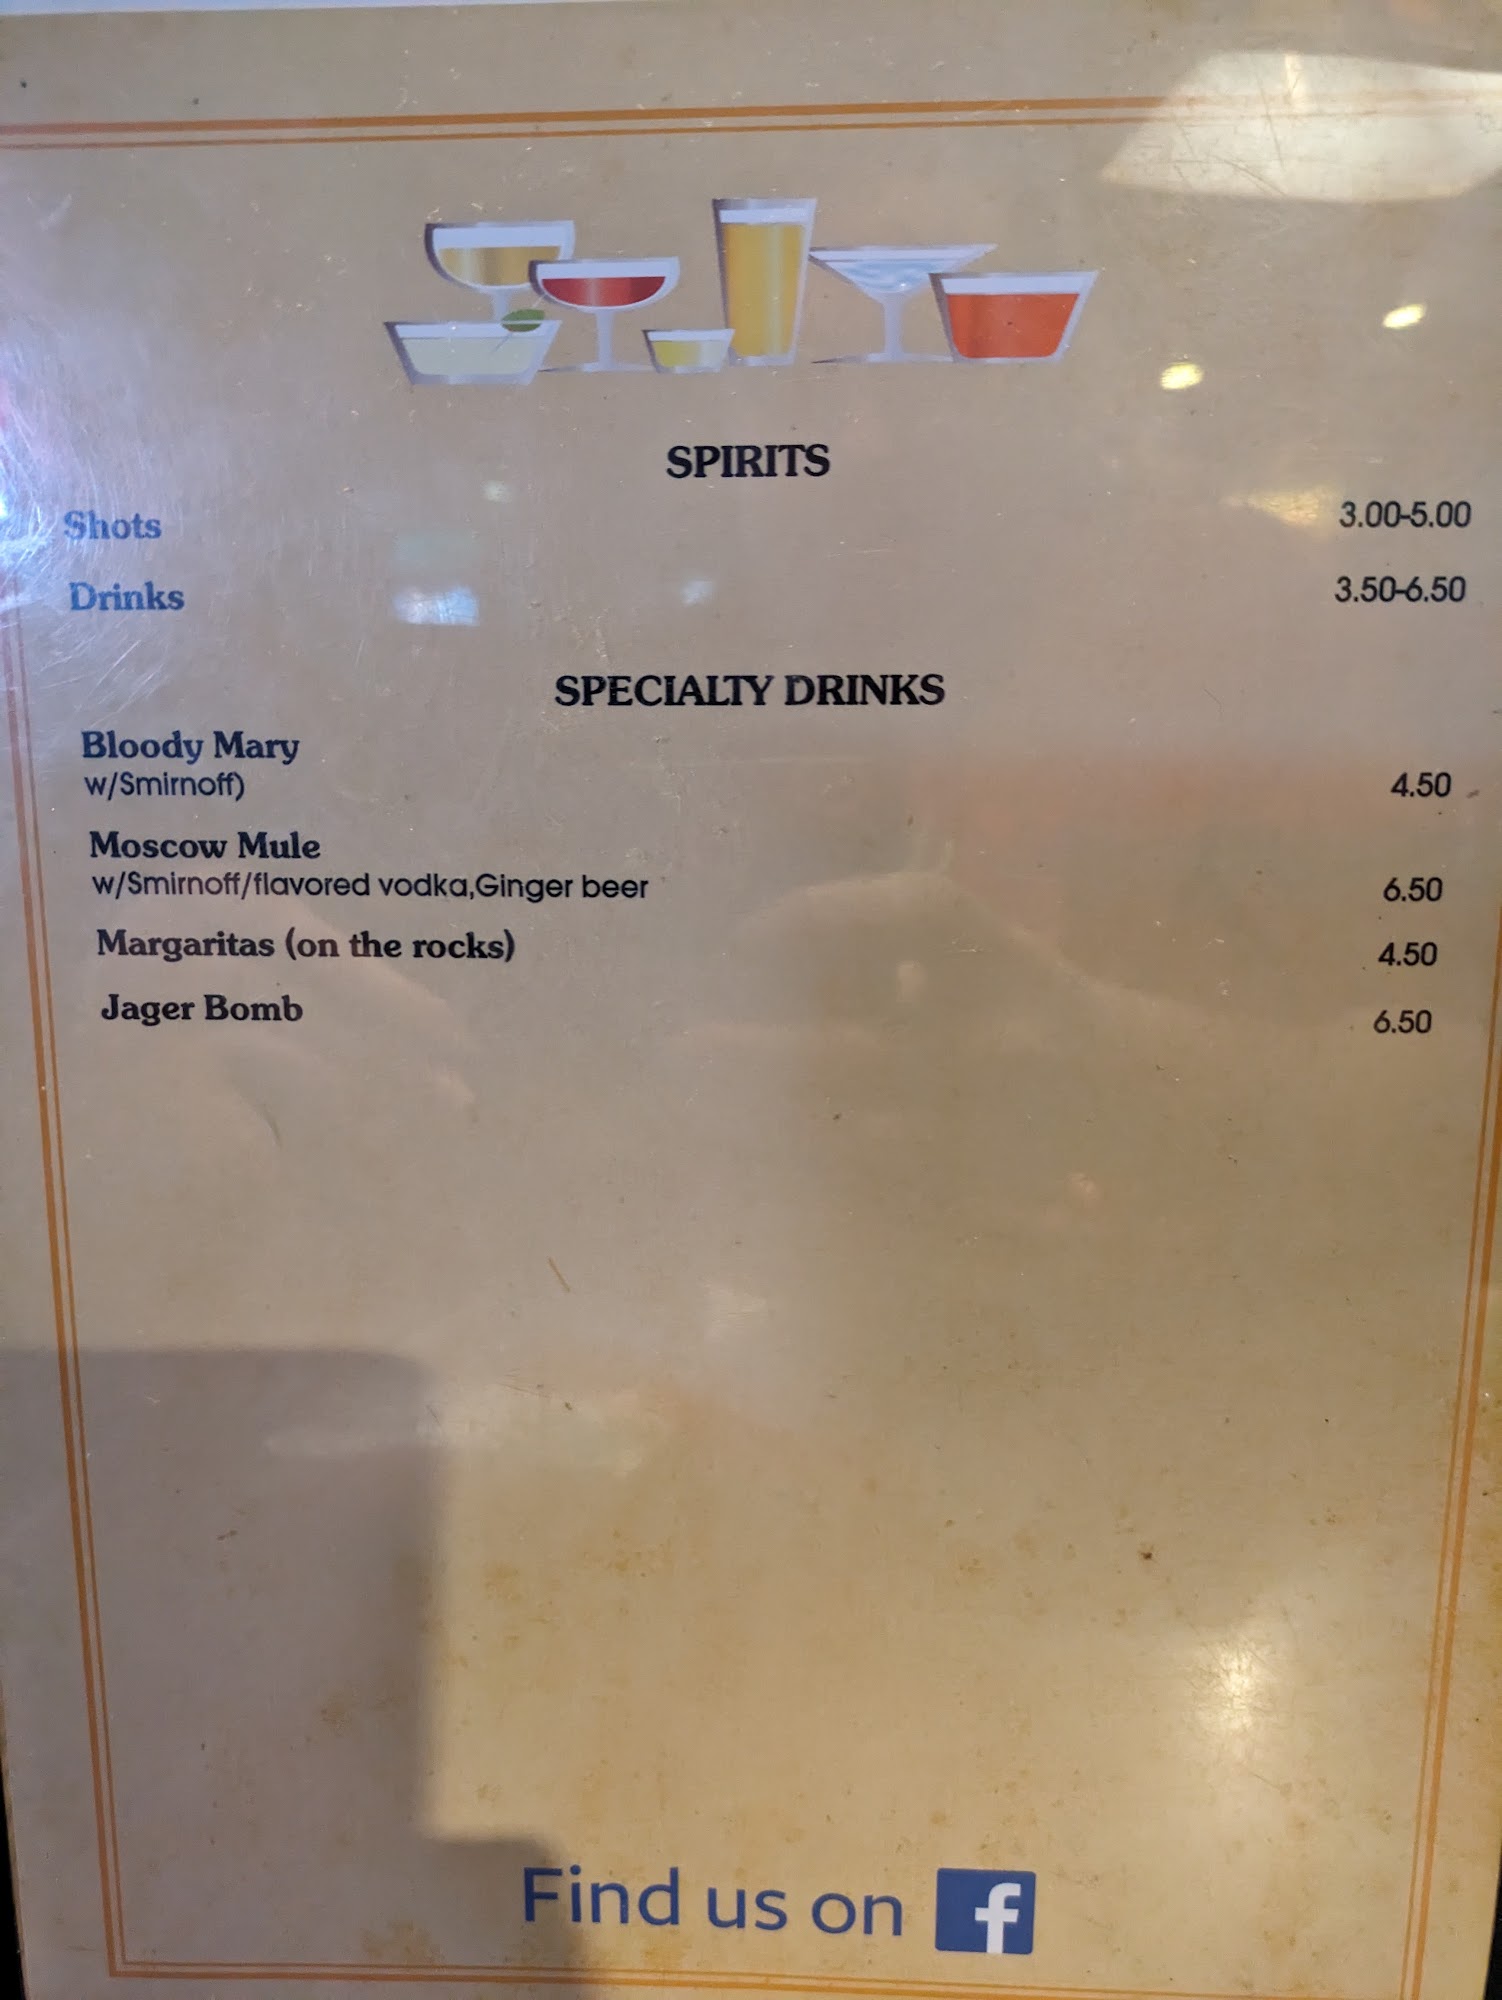 SPIRITS
Shots 3.00-5.00
Drinks 3.50-6.50
SPECIALTY DRINKS
Bloody Mary
w/Smirnoff) 4.50
Moscow Mule
w/Smirnoff/flavored vodka,Ginger beer 6.50
Margaritas (on the rocks) 4.50
Jager Bomb 6.50
Find us on f